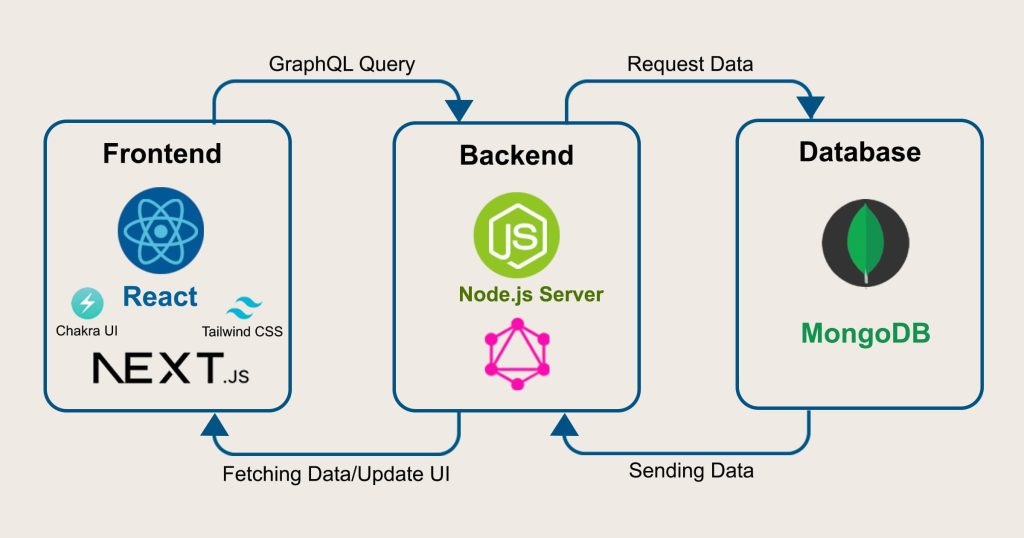 GraphQL Query
Request Data
Frontend
Backend
Database
React
Chakra UI
Tailwind CSS
NEXT.JS
JS
Node.js Server
MongoDB
Fetching Data/Update UI
Sending Data